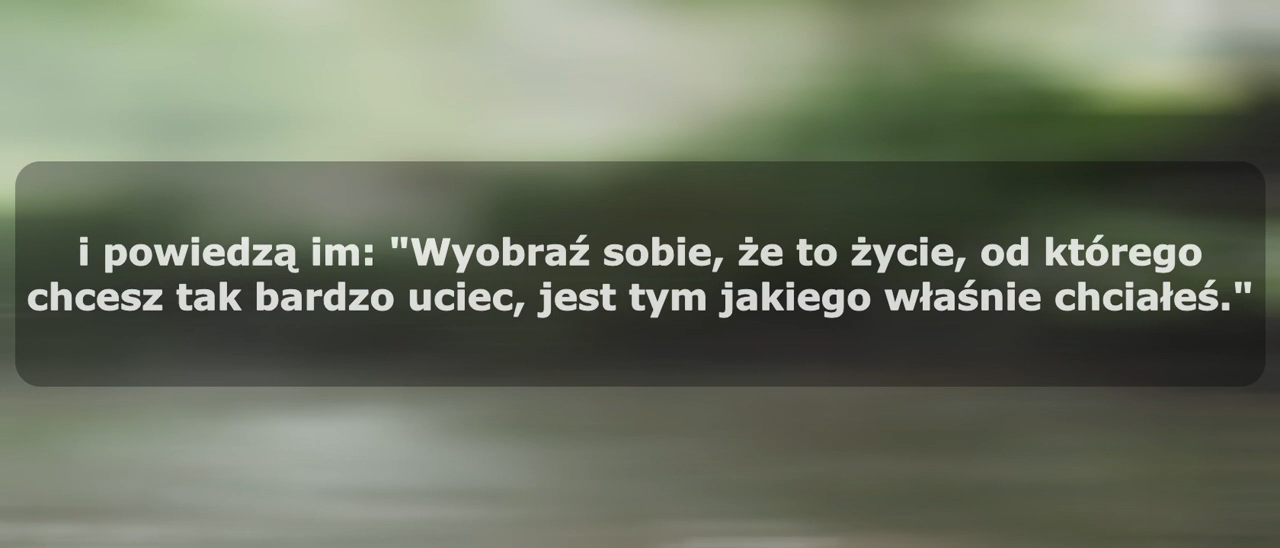 i powiedzą im: "Wyobraź sobie, że to życie, od którego
chcesz tak bardzo uciec, jest tym jakiego właśnie chciałeś."